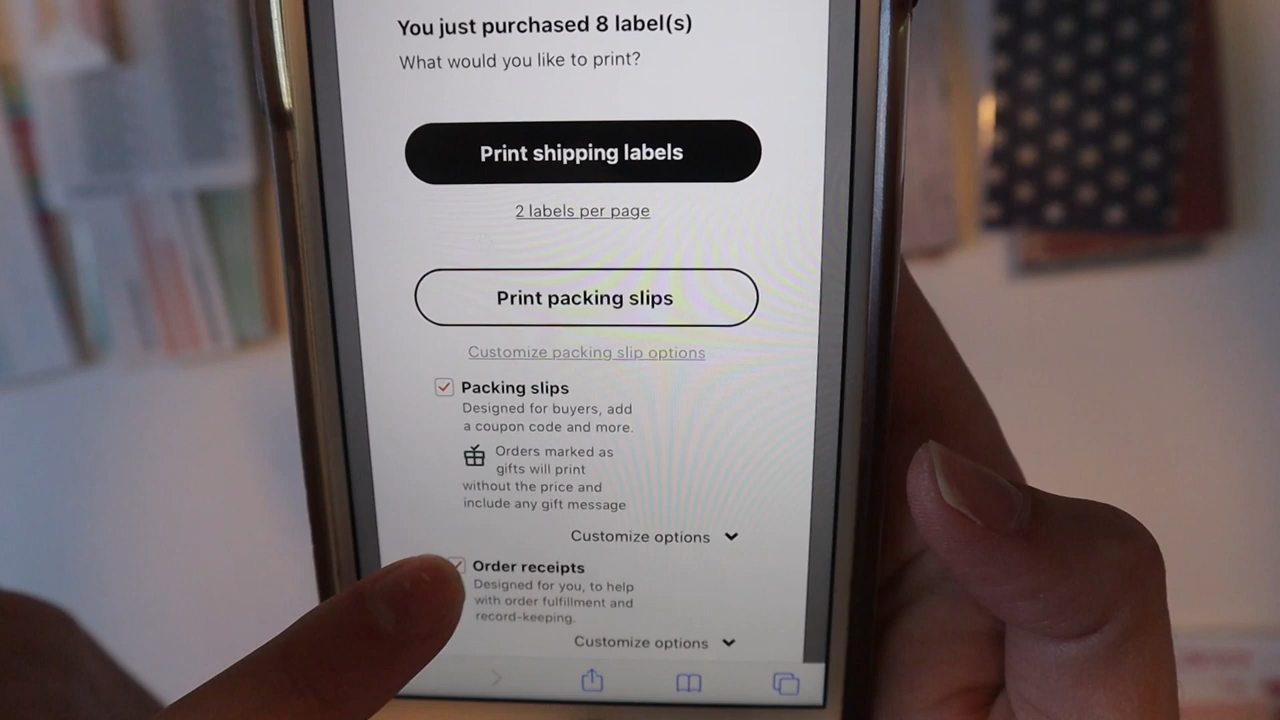 You just purchased 8 label(s)
What would you like to print?
Print shipping labels
2 labels per page
Print packing slips
Customize packing slip options
Packing slips
Designed for buyers, add
a coupon code and more.
Orders marked as
gifts will print
without the price and
include any gift message
Customize options
Order receipts
Designed for you, to help
with order fulfillment and
record-keeping.
Customize options